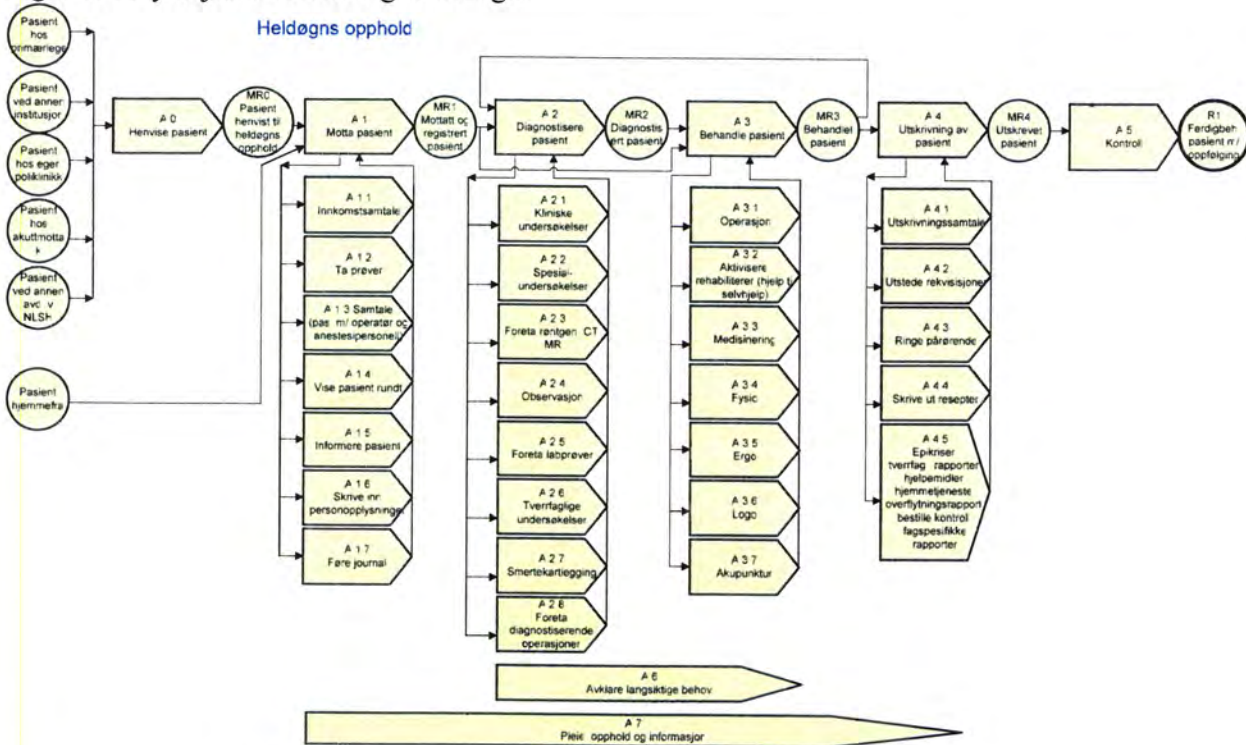 Heldøgns opphold
Pasient
hos
primærlege
Pasient
ved annen
institusjor
Pasient
hos eger
poliklinikk
Pasient
hos
akuttmottak
k
Pasient
ved annen
avd v
NLSH
Pasient
hjemmefra
A 0
Henvise pasient
MR0
Pasient
henvist til
heldøgns
opphold
A 1
Motta pasient
MR1
Mottatt og
registrert
pasient
A 2
Diagnostisere
pasient
MR2
Diagnostis
ert pasient
A 3
Behandle pasient
MR3
Behandlet
pasient
A 4
Utskrivning av
pasient
MR4
Utskrevet
pasient
A 5
Kontroll
R1
Ferdigbeh
pasient m/
oppfølging
A 1 1
Innkomstsamtale
A 1 2
Ta prøver
A 1 3 Samtale
(pas m/ operatør og
anestesipersonell)
A 1 4
Vise pasient rundt
A 1 5
Informere pasient
A 1 6
Skrive inn
personopplysninger
A 1 7
Føre journal
A 2 1
Kliniske
undersøkelser
A 2 2
Spesial-
undersøkelser
A 2 3
Foreta røntgen CT
MR
A 2 4
Observasjon
A 2 5
Foreta labprøver
A 2 6
Tverrfaglige
undersøkelser
A 2 7
Smertekartlegging
A 2 8
Foreta
diagnostiserende
operasjoner
A 3 1
Operasjon
A 3 2
Aktivisere
rehabiliterer (hjelp ti
selvhjelp)
A 3 3
Medisinering
A 3 4
Fysio
A 3 5
Ergo
A 3 6
Logo
A 3 7
Akupunktur
A 4 1
Utskrivningssamtale
A 4 2
Utstede rekvisisjoner
A 4 3
Ringe pårørende
A 4 4
Skrive ut resepter
A 4 5
Epikriser
tverrfag rapporter
hjelpemidler
hjemmetjeneste
overflytningsrapport
bestille kontrol
fagspesifikke
rapporter
A 6
Avklare langsiktige behov
A 7
Pleie opphold og informasjor